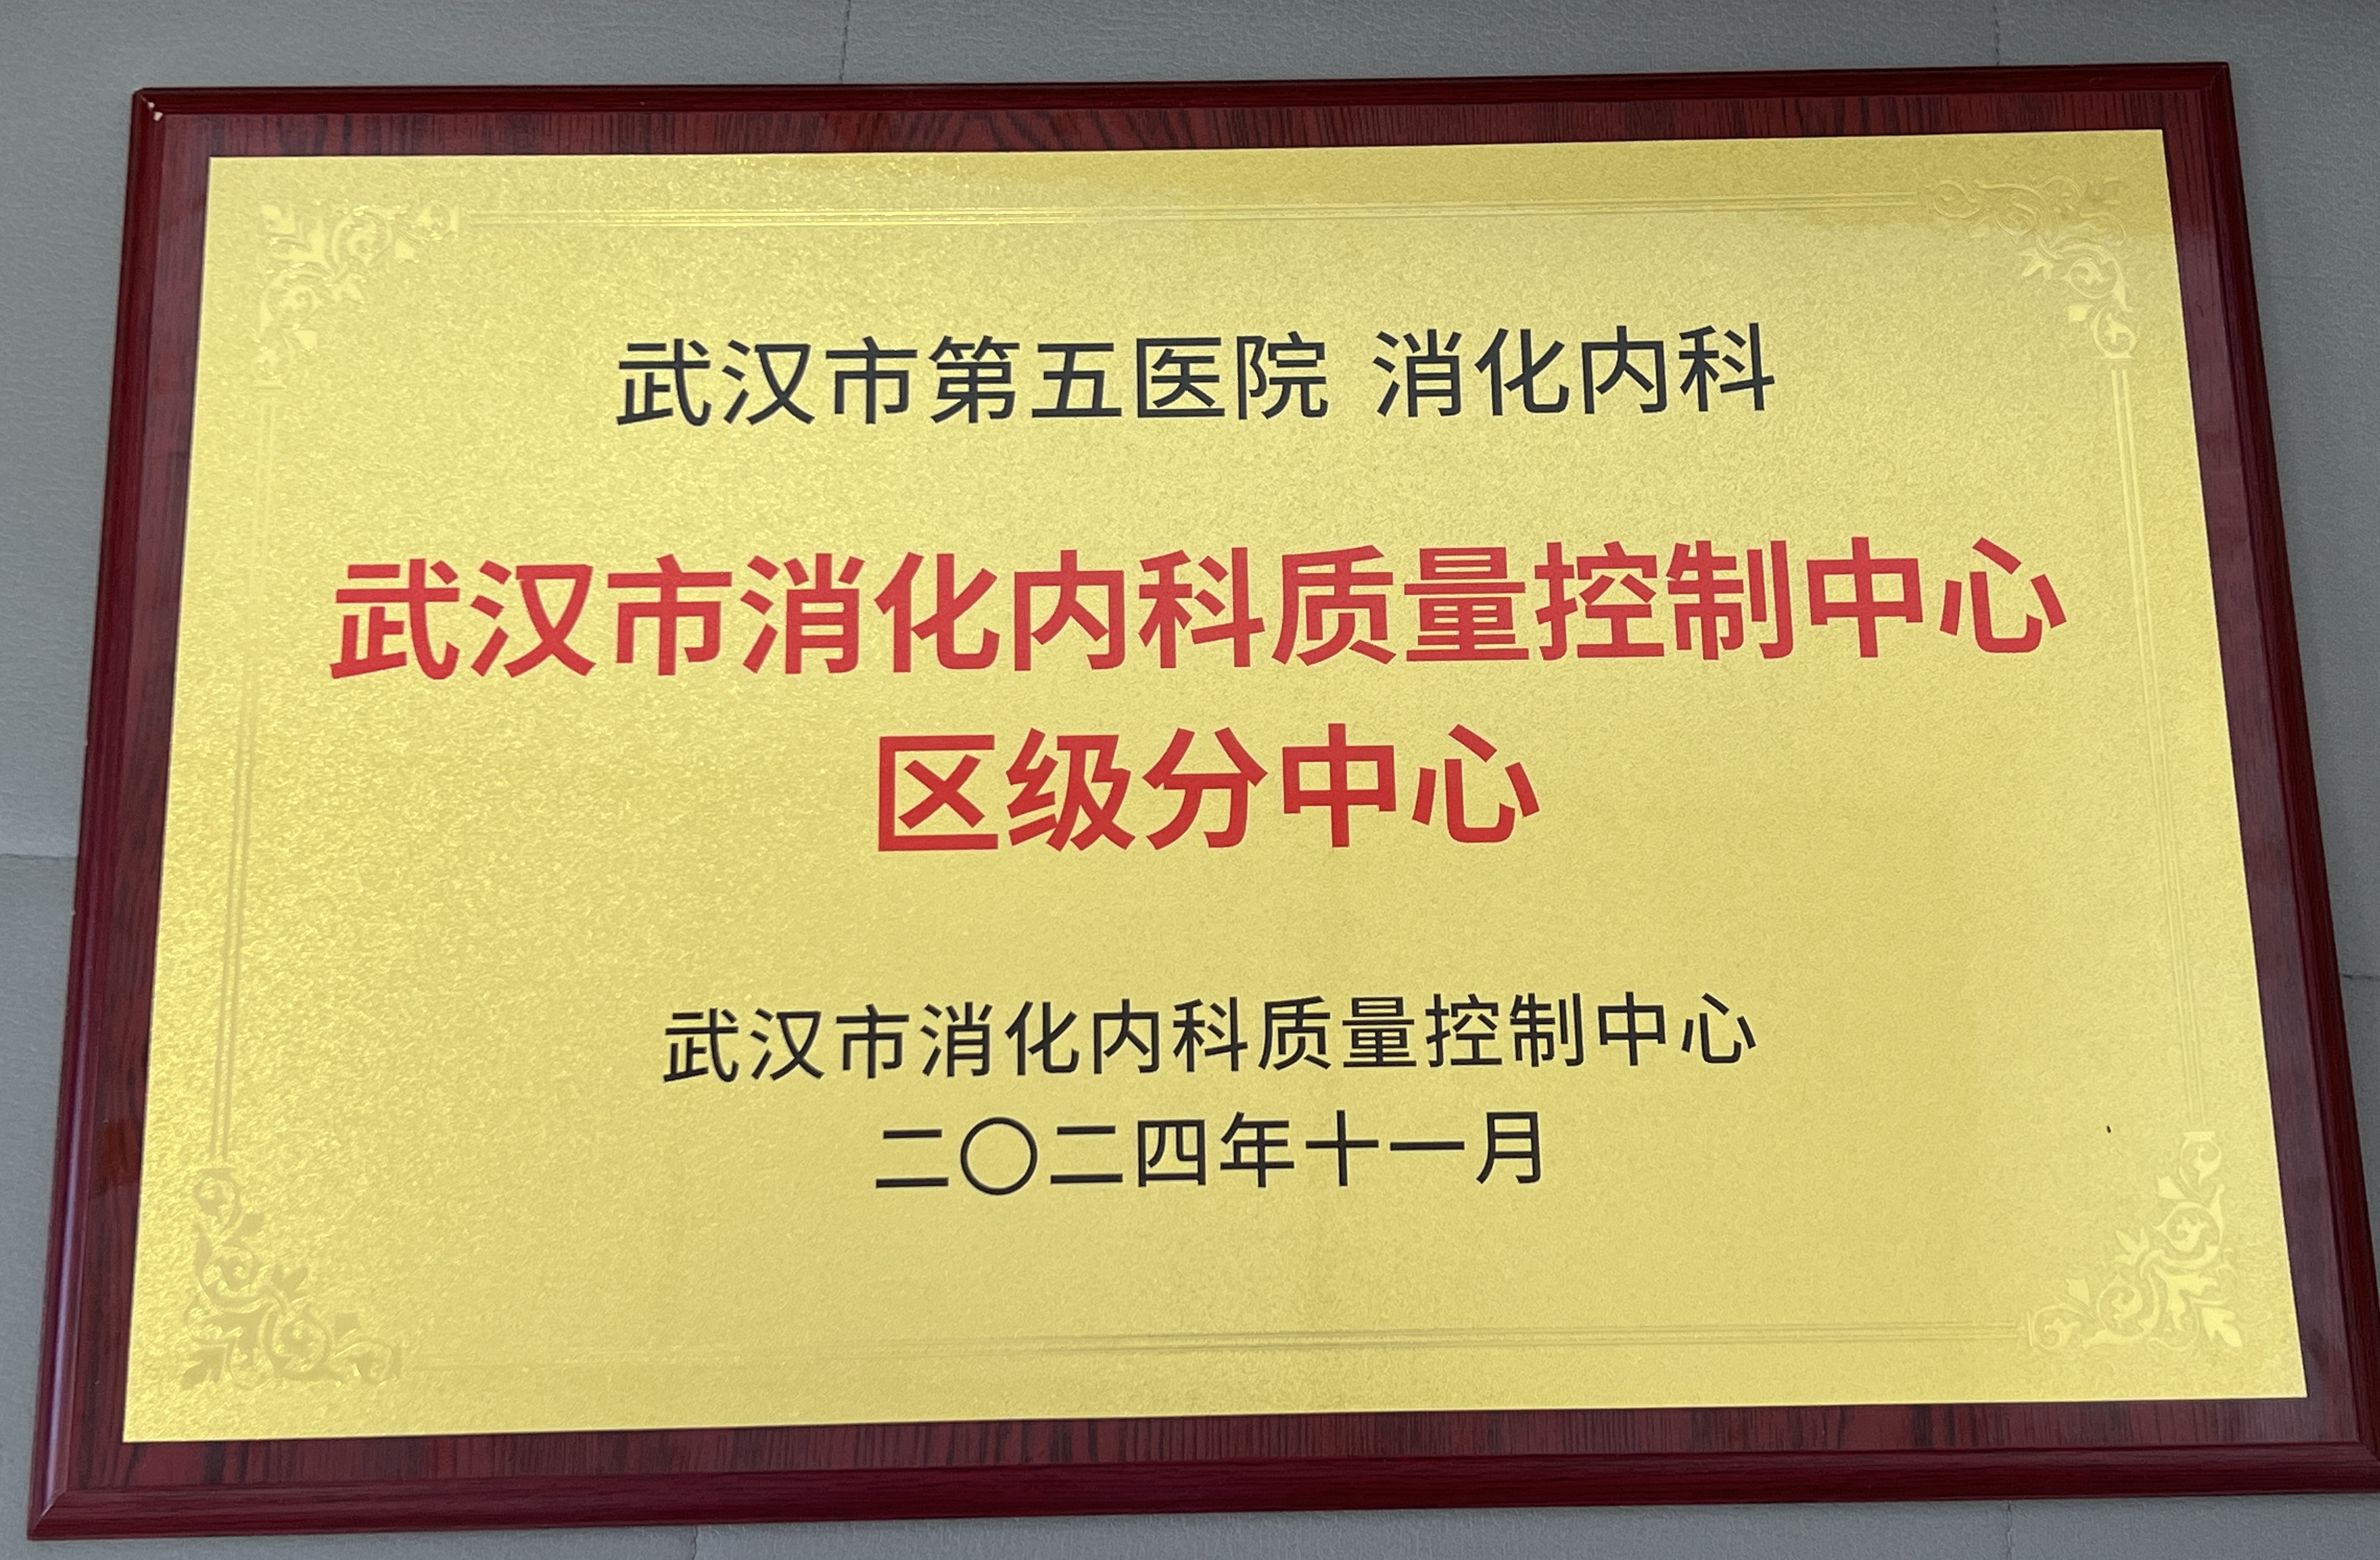 武汉市第五医院 消化内科
武汉市消化内科质量控制中心
区级分中心
武汉市消化内科质量控制中心
二〇二四年十一月